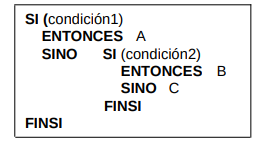 SI (condición1)
ENTONCES A
SINO SI (condición2)
ENTONCES B
SINO C
FINSI
FINSI